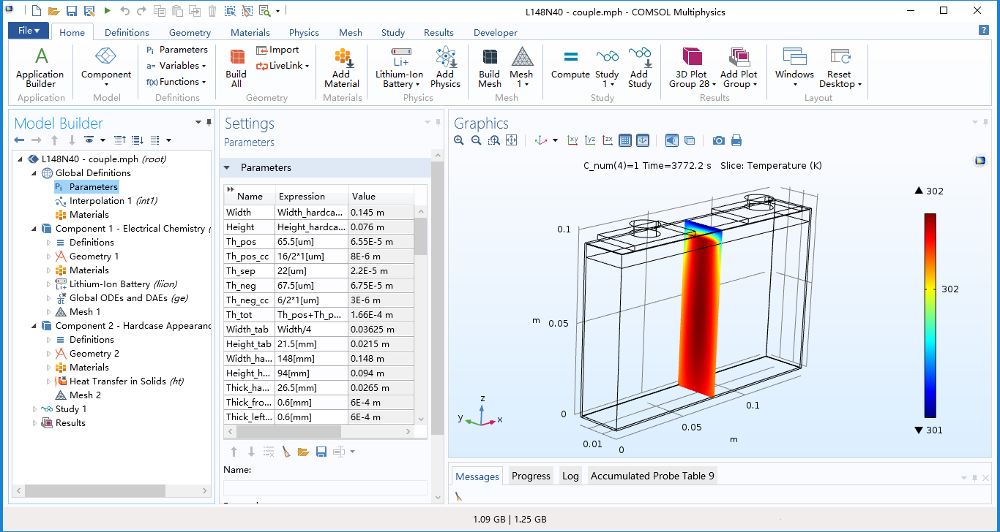 L148N40 - couple.mph - COMSOL Multiphysics
File Home Definitions Geometry Materials Physics Mesh Study Results Developer
A Pi Parameters Import
a= Variables LiveLink
f(x) Functions
Application Builder
Component
Build All
Add Material
Li+
Lithium-Ion Battery
Add Physics
Build Mesh
Mesh 1
Compute
Study 1
Add Study
3D Plot Group 28
Add Plot Group
Windows
Reset Desktop
Application Model Definitions Geometry Materials Physics Mesh Study Results Layout
Model Builder
L148N40 - couple.mph (root)
Global Definitions
Pi Parameters
Interpolation 1 (int1)
Materials
Component 1 - Electrical Chemistry (
Definitions
Geometry 1
Materials
Li+ Lithium-Ion Battery (liion)
Global ODEs and DAEs (ge)
Mesh 1
Component 2 - Hardcase Appearanc
Definitions
Geometry 2
Materials
Heat Transfer in Solids (ht)
Mesh 2
Study 1
Results
Settings
Parameters
Parameters
Name Expression Value
Width Width_hardca... 0.145 m
Height Height_hardca... 0.076 m
Th_pos 65.5[um] 6.55E-5 m
Th_pos_cc 16/2*1[um] 8E-6 m
Th_sep 22[um] 2.2E-5 m
Th_neg 67.5[um] 6.75E-5 m
Th_neg_cc 6/2*1[um] 3E-6 m
Th_tot Th_pos+Th_p... 1.66E-4 m
Width_tab Width/4 0.03625 m
Height_tab 21.5[mm] 0.0215 m
Width_ha... 148[mm] 0.148 m
Height_h... 94[mm] 0.094 m
Thick_ha... 26.5[mm] 0.0265 m
Thick_fro... 0.6[mm] 6E-4 m
Thick_left... 0.6[mm] 6E-4 m
Name:
Graphics
xy yz zx
C_num(4)=1 Time=3772.2 s Slice: Temperature (K)
▲ 302
0.1
302
m 0.05
0
0.1
0.05
m
0.01
0
z
y x
▼ 301
Messages Progress Log Accumulated Probe Table 9
1.09 GB | 1.25 GB